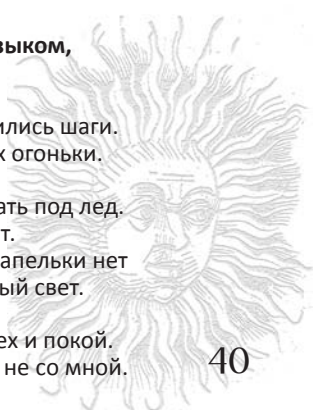 зыком,
ились шаги.
х огоньки.
ать под лед.
т.
апельки нет
ый свет.
ех и покой.
не со мной.
40